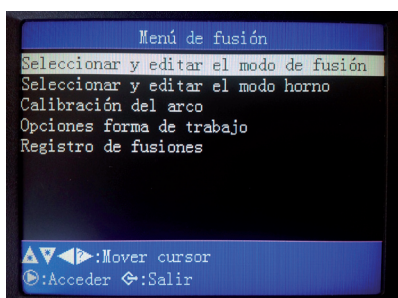 Menú de fusión
Seleccionar y editar el modo de fusión
Seleccionar y editar el modo horno
Calibración del arco
Opciones forma de trabajo
Registro de fusiones
:Mover cursor
:Acceder :Salir